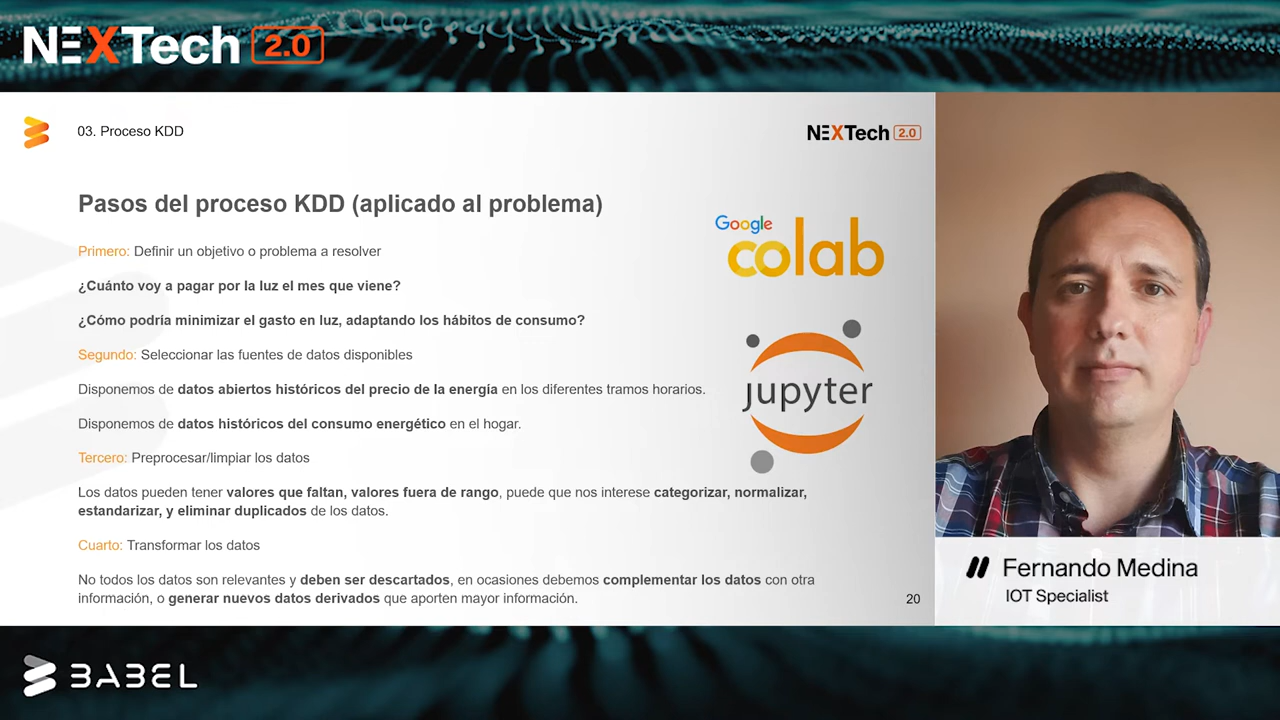 NEXTech 2.0
03. Proceso KDD
NEXTech 2.0
Pasos del proceso KDD (aplicado al problema)
Primero: Definir un objetivo o problema a resolver
¿Cuánto voy a pagar por la luz el mes que viene?
¿Cómo podría minimizar el gasto en luz, adaptando los hábitos de consumo?
Segundo: Seleccionar las fuentes de datos disponibles
Disponemos de datos abiertos históricos del precio de la energía en los diferentes tramos horarios.
Disponemos de datos históricos del consumo energético en el hogar.
Tercero: Preprocesar/limpiar los datos
Los datos pueden tener valores que faltan, valores fuera de rango, puede que nos interese categorizar, normalizar,
estandarizar, y eliminar duplicados de los datos.
Cuarto: Transformar los datos
No todos los datos son relevantes y deben ser descartados, en ocasiones debemos complementar los datos con otra
información, o generar nuevos datos derivados que aporten mayor información.
Google
colab
jupyter
20
Fernando Medina
IOT Specialist
BABEL